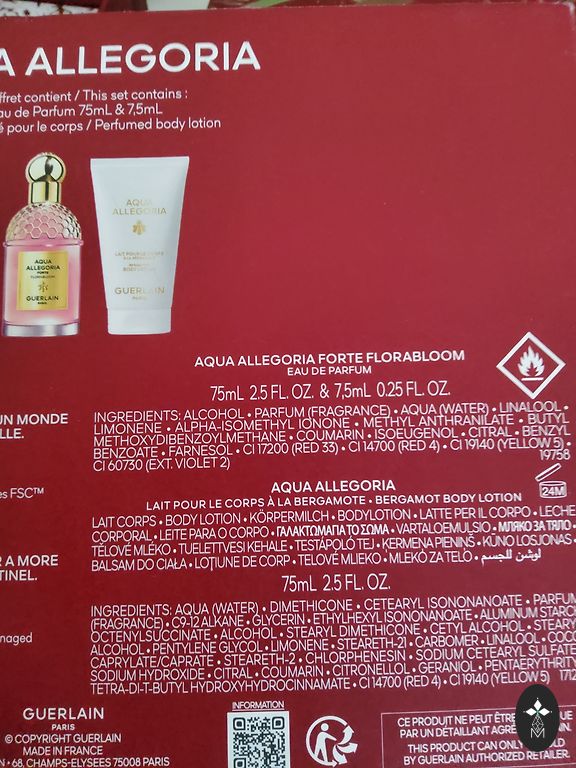 A ALLEGORIA
ffret contient / This set contains :
au de Parfum 75mL & 7,5mL
é pour le corps / Perfumed body lotion
AQUA
ALLEGORIA
AQUA
ALLEGORIA
FORTE
FLORABLOOM
GUERLAIN
PARIS
GUERLAIN
PARIS
AQUA ALLEGORIA FORTE FLORABLOOM
EAU DE PARFUM
75mL 2.5 FL. OZ. & 7,5mL 0.25 FL. OZ.
UN MONDE
LLE.
INGREDIENTS: ALCOHOL • PARFUM (FRAGRANCE) • AQUA (WATER) • LINALOOL •
LIMONENE • ALPHA-ISOMETHYL IONONE • METHYL ANTHRANILATE • BUTYL
METHOXYDIBENZOYLMETHANE • COUMARIN • ISOEUGENOL • CITRAL • BENZYL
BENZOATE • FARNESOL • CI 17200 (RED 33) • CI 14700 (RED 4) • CI 19140 (YELLOW 5) •
CI 60730 (EXT. VIOLET 2)
19758
es FSC™
24M
AQUA ALLEGORIA
LAIT POUR LE CORPS À LA BERGAMOTE • BERGAMOT BODY LOTION
LAIT CORPS • BODY LOTION • KÖRPERMILCH • BODYLOTION • LATTE PER IL CORPO • LECHE
CORPORAL • LEITE PARA O CORPO • ΓΑΛΑΚΤΩΜΑ ΓΙΑ ΤΟ ΣΩΜΑ • VARTALOEMULSIO • МЛЯКО ЗА ТЯЛО •
TĚLOVÉ MLÉKO • TUELETTVESI KEHALE • TESTÁPOLÓ TEJ • ĶERMEŅA PIENIŅŠ • KŪNO LOSJONAS •
BALSAM DO CIAŁA • LOȚIUNE DE CORP • TELOVÉ MLIEKO • MLEKO ZA TELO • لوشن للجسم
R A MORE
TINEL.
75mL 2.5 FL. OZ.
INGREDIENTS: AQUA (WATER) • DIMETHICONE • CETEARYL ISONONANOATE • PARFUM
(FRAGRANCE) • C9-12 ALKANE • GLYCERIN • ETHYLHEXYL ISONONANOATE • ALUMINUM STARCH
OCTENYLSUCCINATE • ALCOHOL • STEARYL DIMETHICONE • CETYL ALCOHOL • STEARY
ALCOHOL • PENTYLENE GLYCOL • LIMONENE • STEARETH-21 • CARBOMER • LINALOOL • COCO
CAPRYLATE/CAPRATE • STEARETH-2 • CHLORPHENESIN • SODIUM CETEARYL SULFATE
SODIUM HYDROXIDE • CITRAL • COUMARIN • CITRONELLOL • GERANIOL • PENTAERYTHRITY
TETRA-DI-T-BUTYL HYDROXYHYDROCINNAMATE • CI 14700 (RED 4) • CI 19140 (YELLOW 5) 1712
anaged
GUERLAIN
PARIS
© COPYRIGHT GUERLAIN
MADE IN FRANCE
N • 68, CHAMPS-ELYSEES 75008 PARIS
INFORMATION
CE PRODUIT NE PEUT ÊTRE
PAR UN DÉTAILLANT AGRÉ
THIS PRODUCT CAN ONLY
BY GUERLAIN AUTHORIZED RETAILER.
M